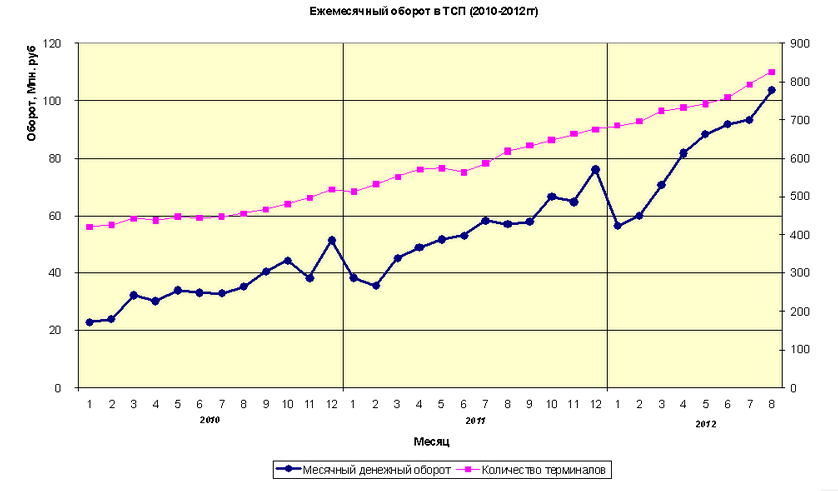 Ежемесячный оборот в ТСП (2010-2012гг)
Оборот, Млн. руб
120 900
100 800
80 700
60 600
40 500
20 400
0 300
200
100
0
1 2 3 4 5 6 7 8 9 10 11 12 1 2 3 4 5 6 7 8 9 10 11 12 1 2 3 4 5 6 7 8
2010 2011 2012
Месяц
Месячный денежный оборот Количество терминалов